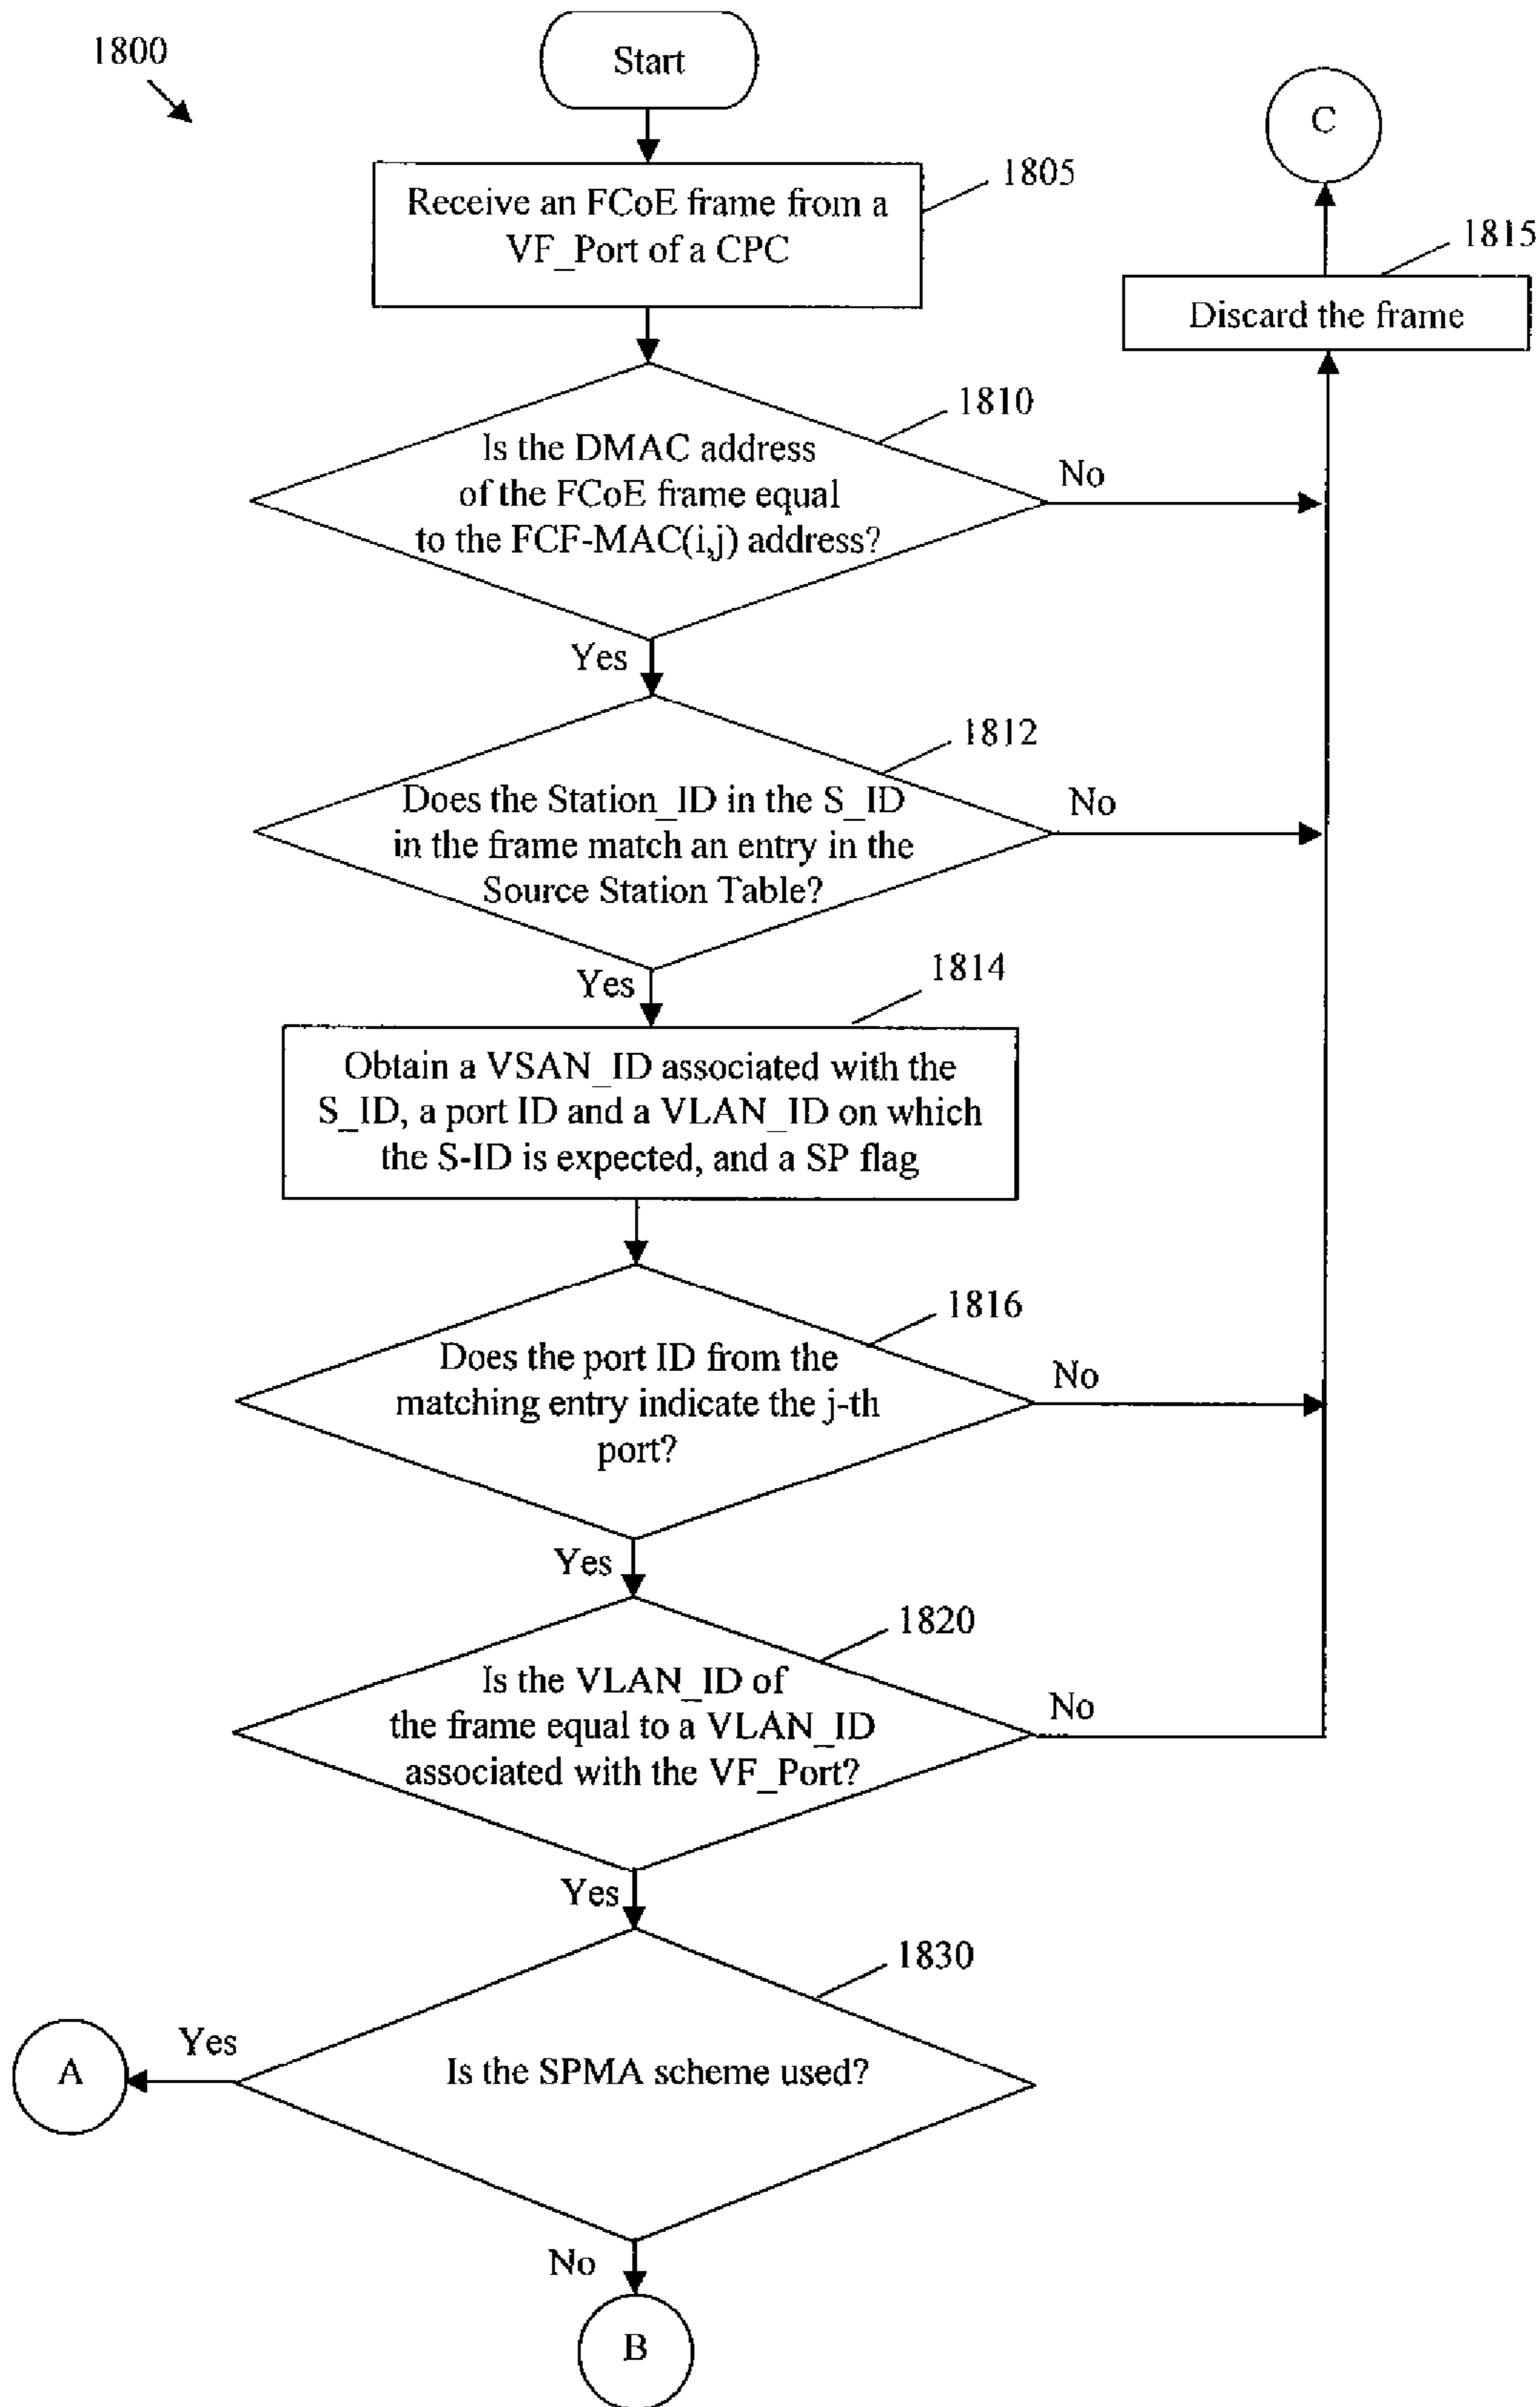 1800
Start
C
1805
Receive an FCoE frame from a
VF_Port of a CPC
1815
Discard the frame
1810
Is the DMAC address
of the FCoE frame equal
to the FCF-MAC(i,j) address?
No
Yes
1812
Does the Station_ID in the S_ID
in the frame match an entry in the
Source Station Table?
No
Yes
1814
Obtain a VSAN_ID associated with the
S_ID, a port ID and a VLAN_ID on which
the S-ID is expected, and a SP flag
1816
Does the port ID from the
matching entry indicate the j-th
port?
No
Yes
1820
Is the VLAN_ID of
the frame equal to a VLAN_ID
associated with the VF_Port?
No
Yes
1830
Is the SPMA scheme used?
Yes
A
No
B